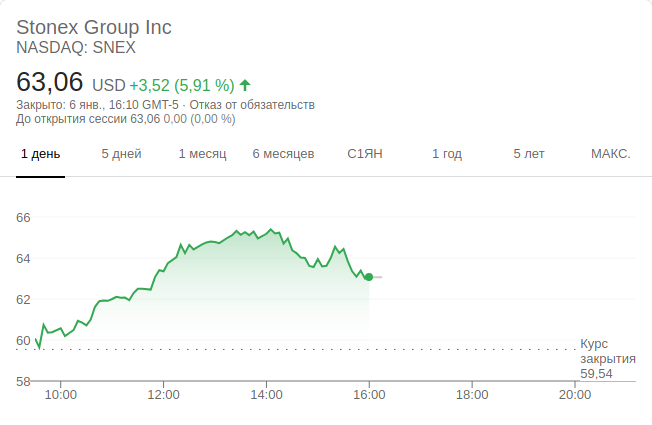 Stonex Group Inc
NASDAQ: SNEX
63,06 USD +3,52 (5,91 %)
Закрыто: 6 янв., 16:10 GMT-5 · Отказ от обязательств
До открытия сессии 63,06 0,00 (0,00 %)
1 день 5 дней 1 месяц 6 месяцев С1ЯН 1 год 5 лет МАКС.
66
64
62
60
Курс
закрытия
59,54
58
10:00 12:00 14:00 16:00 18:00 20:00